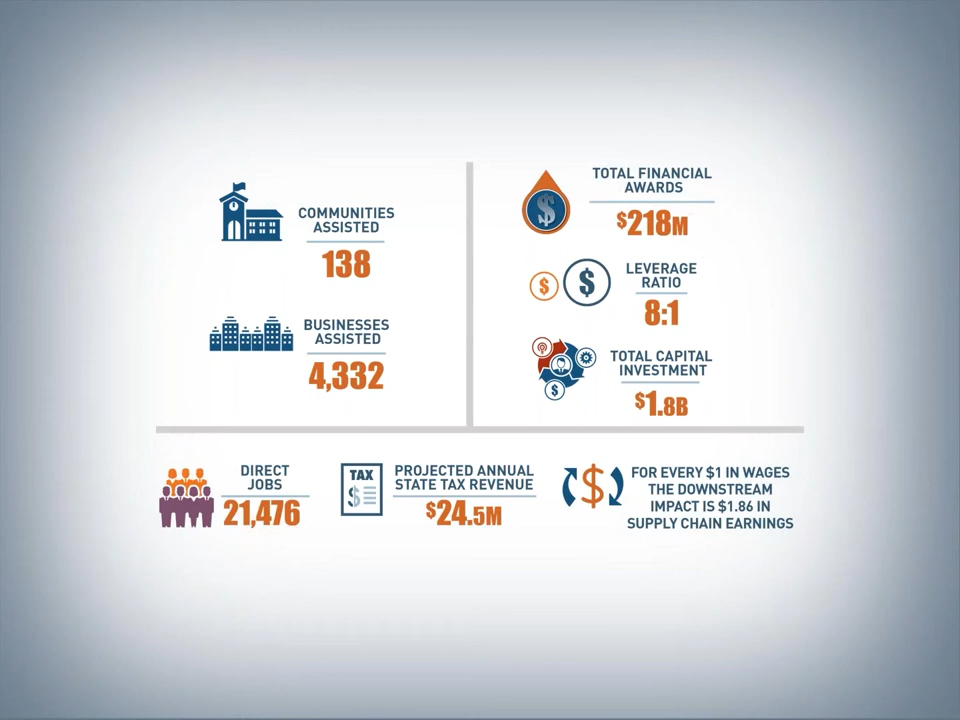 COMMUNITIES
ASSISTED
138
BUSINESSES
ASSISTED
4,332
TOTAL FINANCIAL
AWARDS
$218M
LEVERAGE
RATIO
8:1
TOTAL CAPITAL
INVESTMENT
$1.8B
DIRECT
JOBS
21,476
TAX
PROJECTED ANNUAL
STATE TAX REVENUE
$24.5M
FOR EVERY $1 IN WAGES
THE DOWNSTREAM
IMPACT IS $1.86 IN
SUPPLY CHAIN EARNINGS